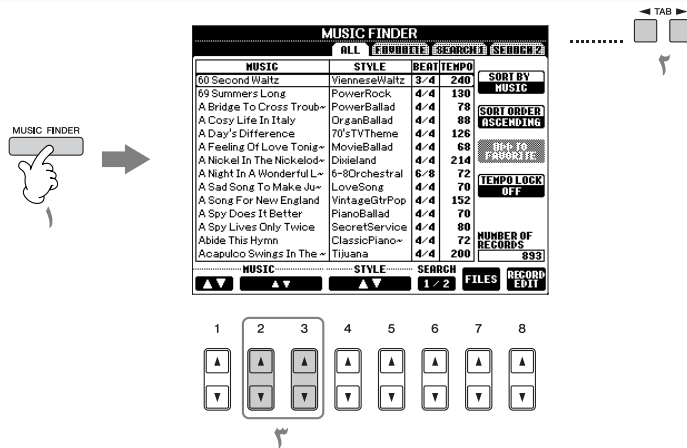 MUSIC FINDER
ALL FAVORITE SEARCH1 SEARCH2
MUSIC STYLE BEAT TEMPO
60 Second Waltz VienneseWaltz 3/4 240
69 Summers Long PowerRock 4/4 130
A Bridge To Cross Troub~ PowerBallad 4/4 78
A Cosy Life In Italy OrganBallad 4/4 88
A Day's Difference 70'sTVTheme 4/4 126
A Feeling Of Love Tonig~ MovieBallad 4/4 68
A Nickel In The Nickelod~ Dixieland 4/4 214
A Night In A Wonderful L~ 6-8Orchestral 6/8 72
A Sad Song To Make Ju~ LoveSong 4/4 70
A Song For New England VintageGtrPop 4/4 152
A Spy Does It Better PianoBallad 4/4 70
A Spy Lives Only Twice SecretService 4/4 80
Abide This Hymn ClassicPiano~ 4/4 72
Acapulco Swings In The ~ Tijuana 4/4 200
SORT BY
MUSIC
SORT ORDER
ASCENDING
ADD TO
FAVORITE
TEMPO LOCK
OFF
NUMBER OF
RECORDS
893
MUSIC STYLE SEARCH
▲▼ ▲▼ ▲▼ 1/2 FILES RECORD
EDIT
◄ TAB ►
٢
MUSIC FINDER
١
1 2 3 4 5 6 7 8
٣